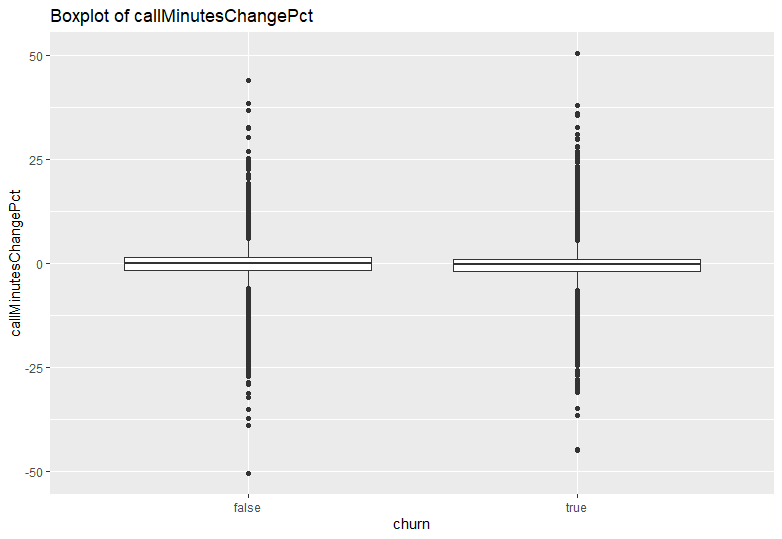 Boxplot of callMinutesChangePct
callMinutesChangePct
50
25
0
-25
-50
false
true
churn